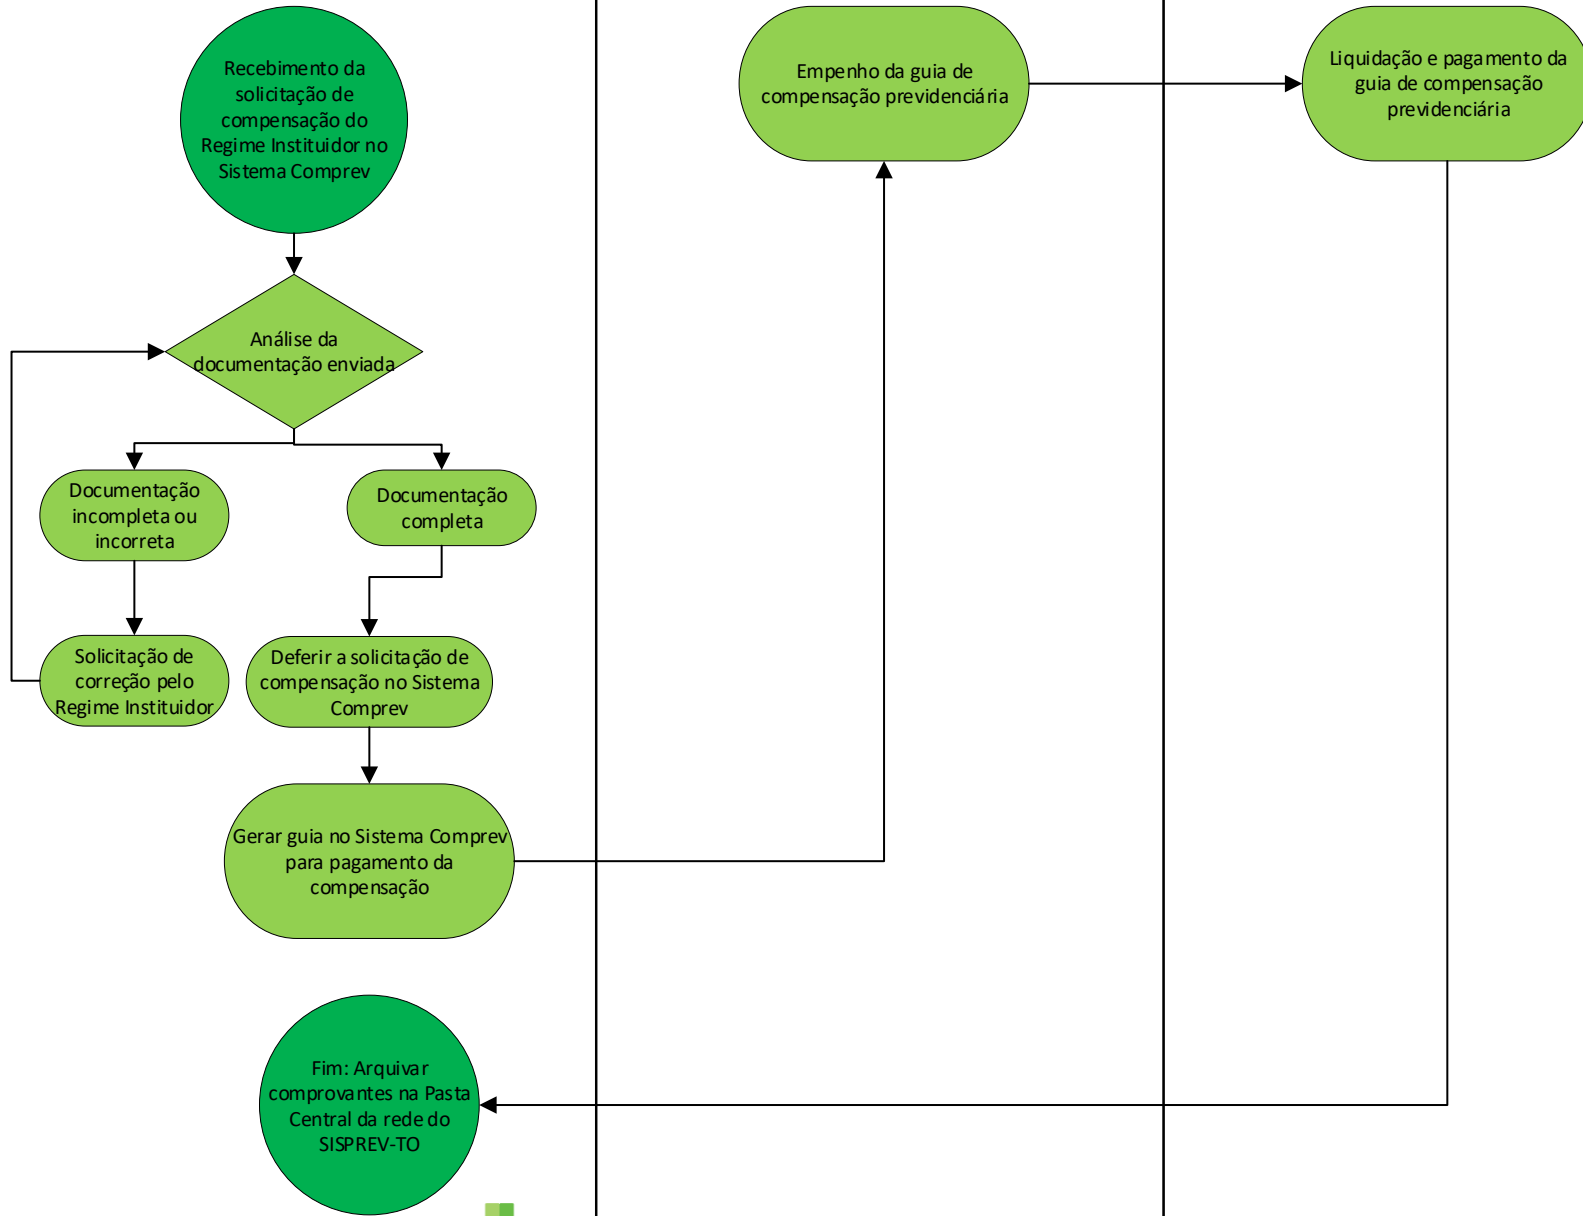 Recebimento da
solicitação de
compensação do
Regime Instituidor no
Sistema Comprev
Empenho da guia de
compensação previdenciária
Liquidação e pagamento da
guia de compensação
previdenciária
Análise da
documentação enviada
Documentação
incompleta ou
incorreta
Documentação
completa
Solicitação de
correção pelo
Regime Instituidor
Deferir a solicitação de
compensação no Sistema
Comprev
Gerar guia no Sistema Comprev
para pagamento da
compensação
Fim: Arquivar
comprovantes na Pasta
Central da rede do
SISPREV-TO